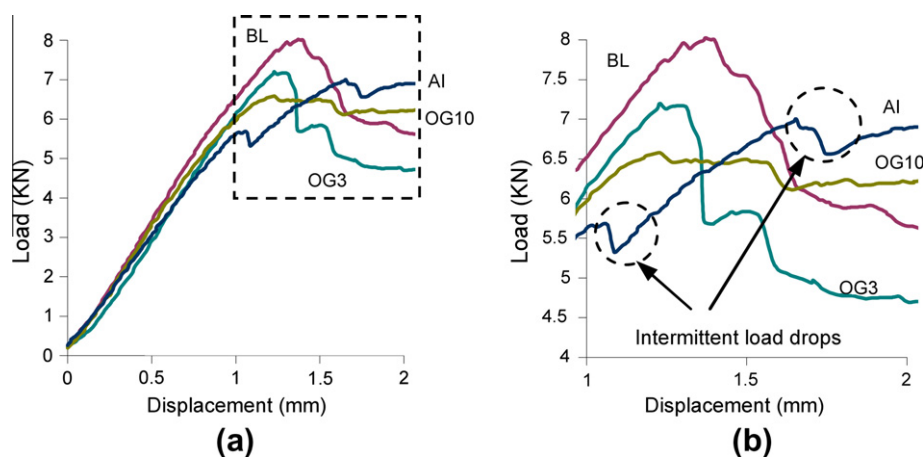 8
7
6
5
4
3
2
1
0
Load (KN)
BL
AI
OG10
OG3
0
0.5
1
1.5
2
Displacement (mm)
(a)
8
7.5
7
6.5
6
5.5
5
4.5
4
Load (KN)
BL
AI
OG10
OG3
Intermittent load drops
1
1.5
2
Displacement (mm)
(b)